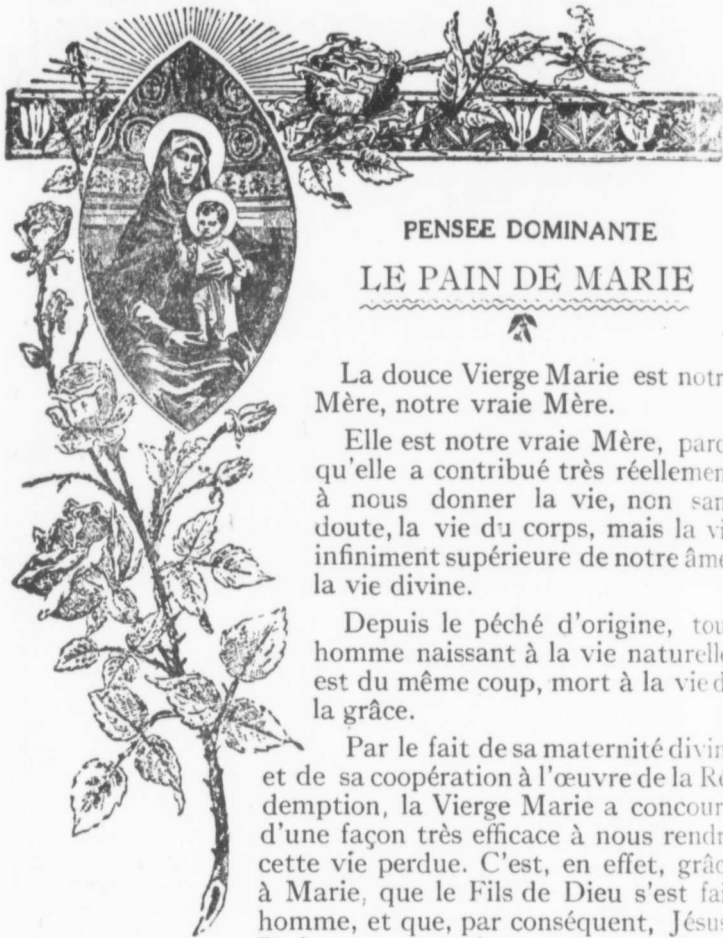 PENSEE DOMINANTE
LE PAIN DE MARIE
La douce Vierge Marie est notr
Mère, notre vraie Mère.
Elle est notre vraie Mère, parc
qu'elle a contribué très réellemen
à nous donner la vie, non san
doute, la vie du corps, mais la vi
infiniment supérieure de notre âme
la vie divine.
Depuis le péché d'origine, tou
homme naissant à la vie naturelle
est du même coup, mort à la vie d
la grâce.
Par le fait de sa maternité divin
et de sa coopération à l'œuvre de la Ré
demption, la Vierge Marie a concour
d'une façon très efficace à nous rendr
cette vie perdue. C'est, en effet, grâc
à Marie, que le Fils de Dieu s'est fai
homme, et que, par conséquent, Jésus